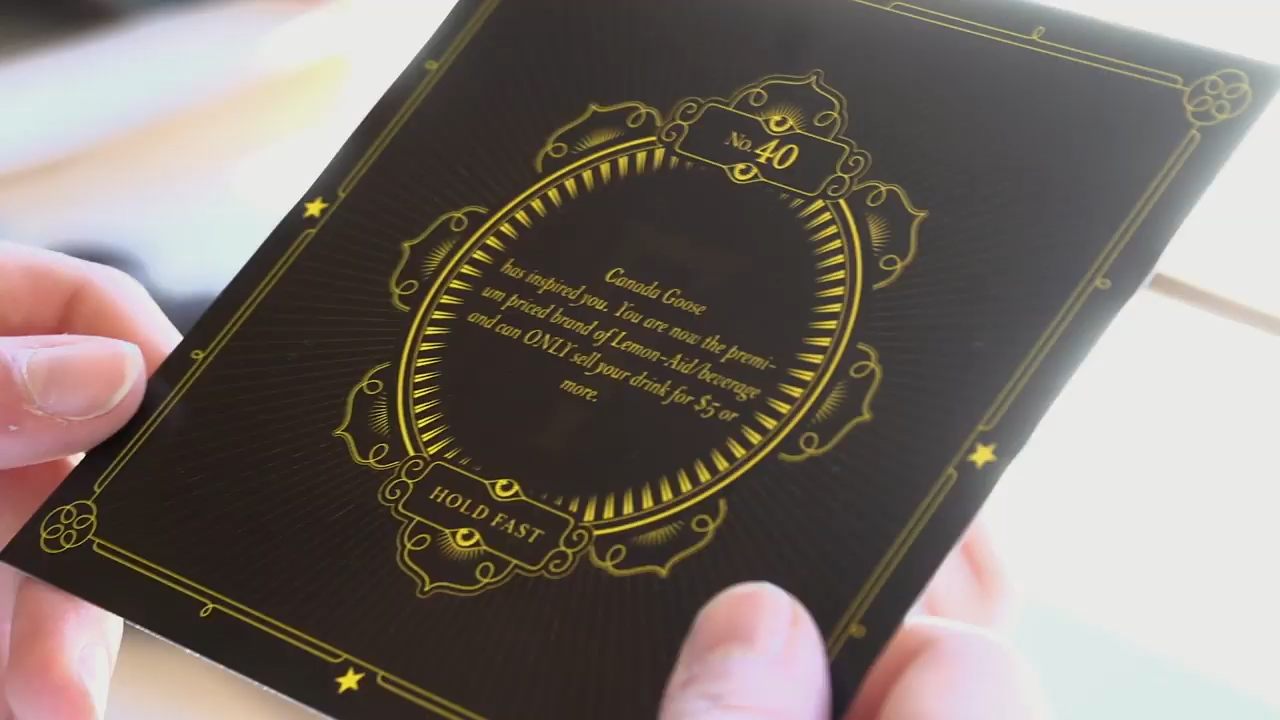 No. 40
Canada Goose
has inspired you. You are now the premi-
um priced brand of Lemon-Aid/beverage
and can ONLY sell your drink for $5 or
more.
HOLD FAST